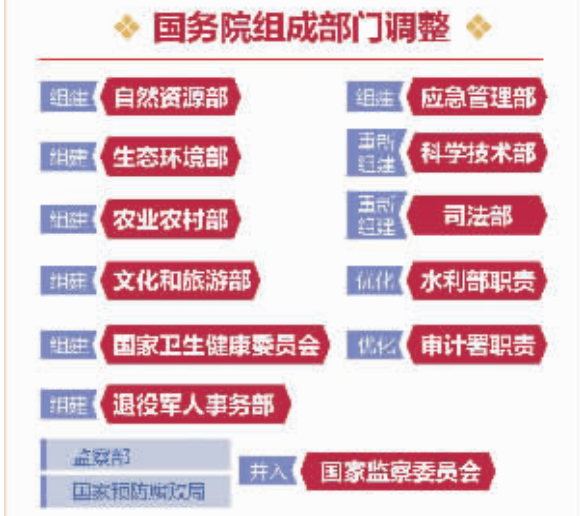 国务院组成部门调整
组建 自然资源部
组建 生态环境部
组建 农业农村部
组建 文化和旅游部
组建 国家卫生健康委员会
组建 退役军人事务部
组建 应急管理部
重新组建 科学技术部
重新组建 司法部
优化 水利部职责
优化 审计署职责
监察部
国家预防腐败局
并入 国家监察委员会